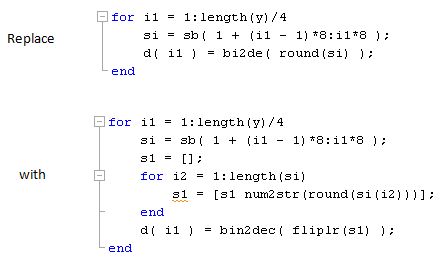 Replace
for i1 = 1:length(y)/4
si = sb( 1 + (i1 - 1)*8:i1*8 );
d( i1 ) = bi2de( round(si) );
end
with
for i1 = 1:length(y)/4
si = sb( 1 + (i1 - 1)*8:i1*8 );
s1 = [];
for i2 = 1:length(si)
s1 = [s1 num2str(round(si(i2)))];
end
d( i1 ) = bin2dec( fliplr(s1) );
end